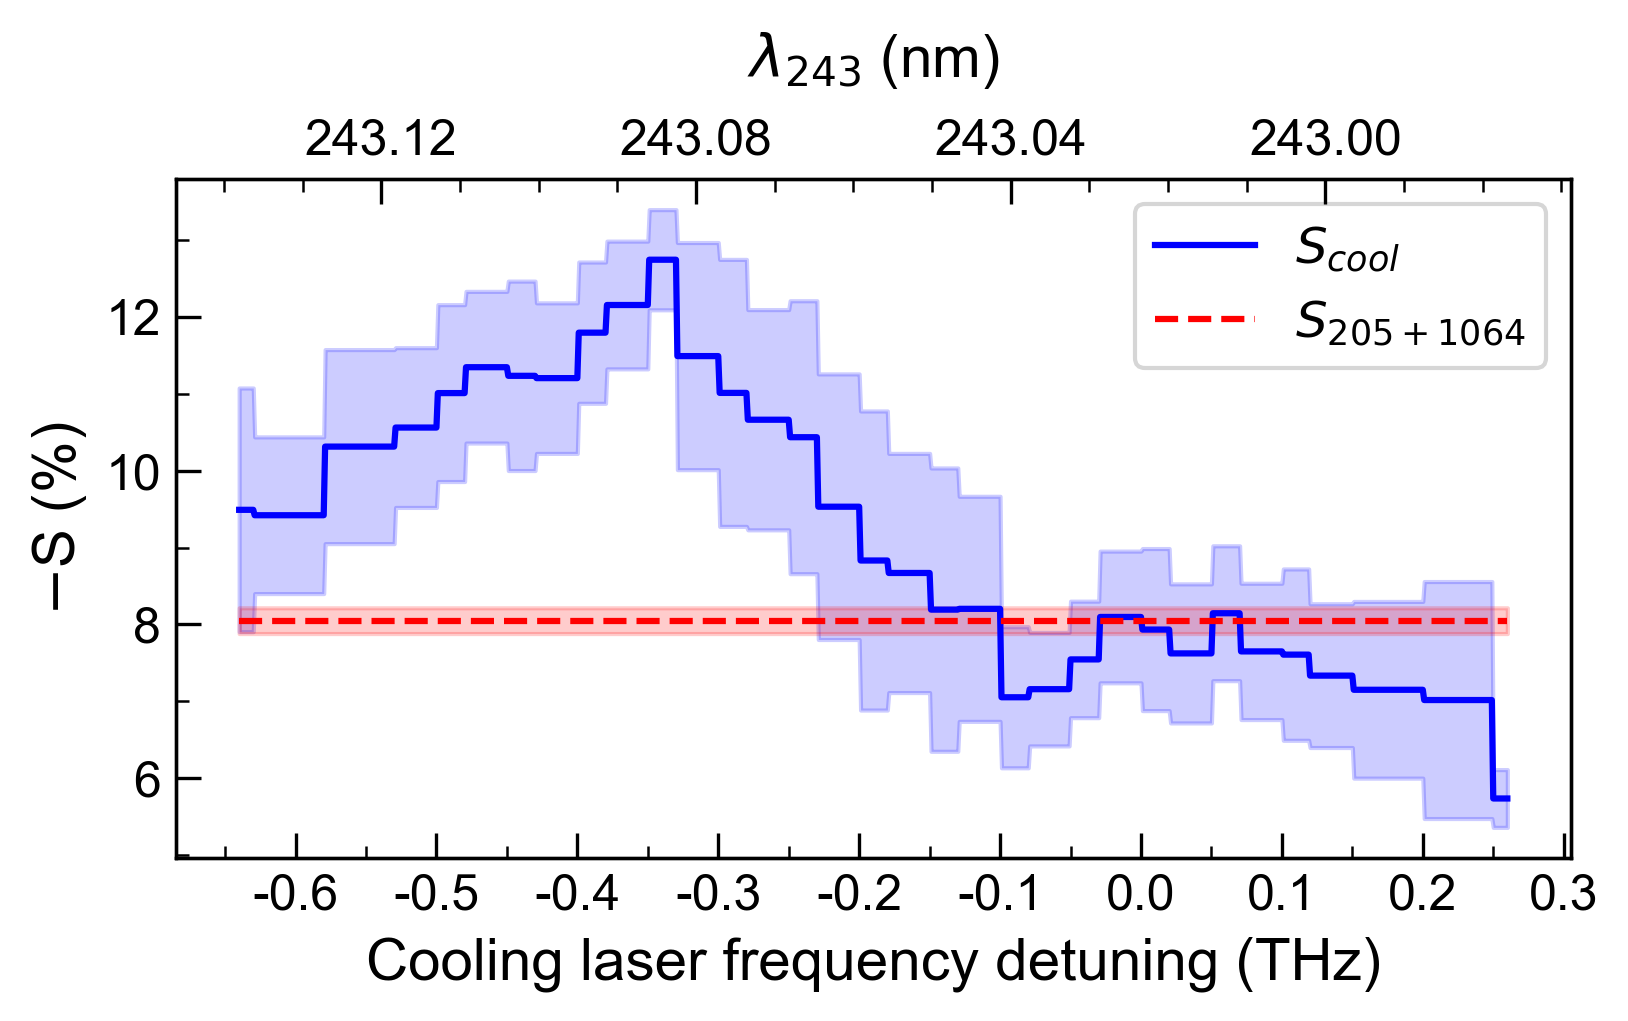 λ243 (nm)
243.12 243.08 243.04 243.00
S_cool
S_205 + 1064
−S (%)
12
10
8
6
-0.6 -0.5 -0.4 -0.3 -0.2 -0.1 0.0 0.1 0.2 0.3
Cooling laser frequency detuning (THz)